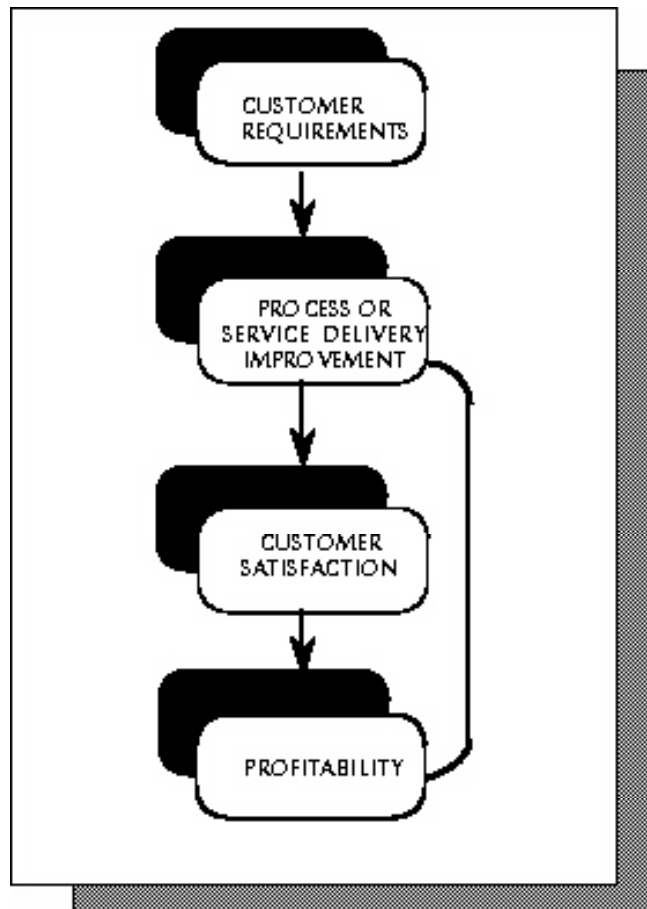 CUSTOMER
REQUIREMENTS
PROCESS OR
SERVICE DELIVERY
IMPROVEMENT
CUSTOMER
SATISFACTION
PROFITABILITY